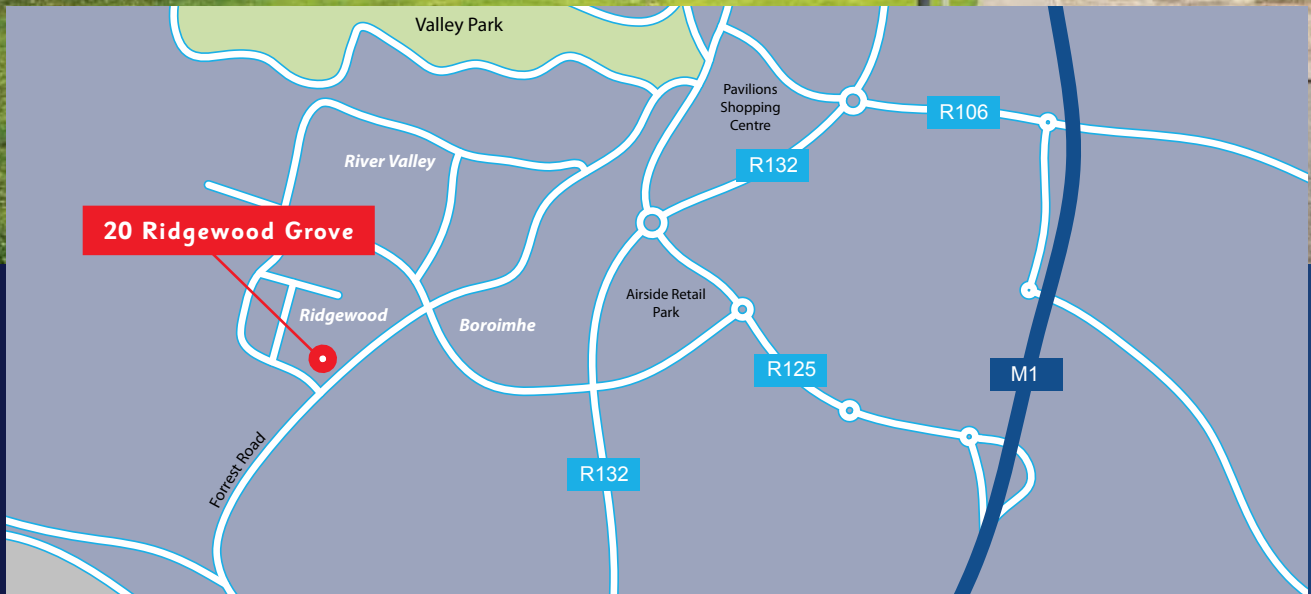 Valley Park
Pavilions
Shopping
Centre
R106
R132
River Valley
20 Ridgewood Grove
Airside Retail
Park
Ridgewood
Boroimhe
R125
M1
Forrest Road
R132